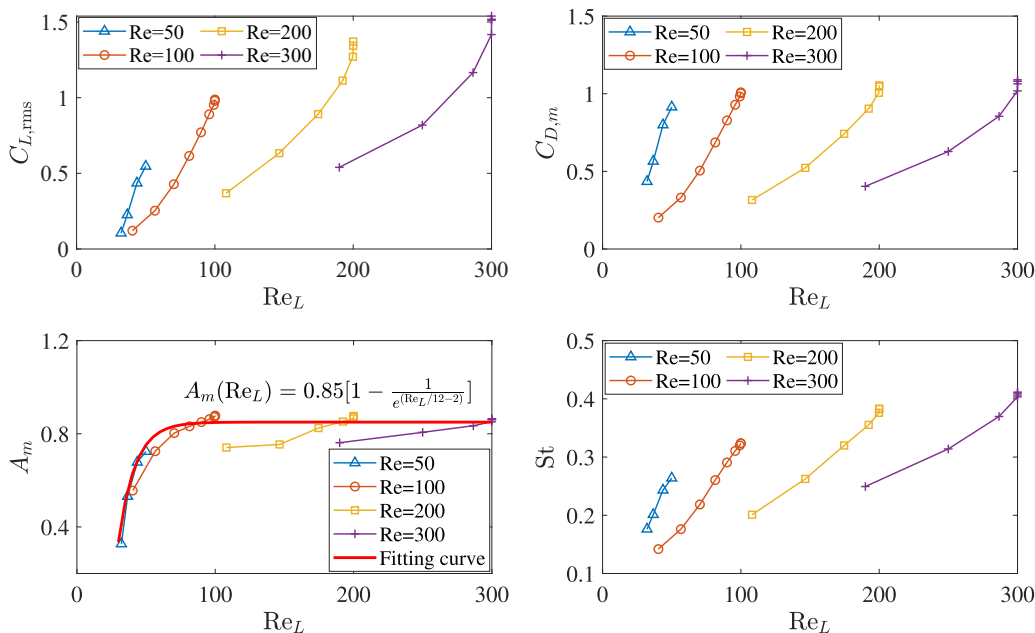 1.5
1
0.5
0
C_{L,rms}
Re=50 Re=200
Re=100 Re=300
0 100 200 300
Re_L
1.5
1
0.5
0
C_{D,m}
Re=50 Re=200
Re=100 Re=300
0 100 200 300
Re_L
1.2
0.8
0.4
A_m
A_m(Re_L) = 0.85[1 − \frac{1}{e^{(Re_L/12−2)}}]
Re=50
Re=100
Re=200
Re=300
Fitting curve
0 100 200 300
Re_L
0.5
0.4
0.3
0.2
0.1
St
Re=50 Re=200
Re=100 Re=300
0 100 200 300
Re_L